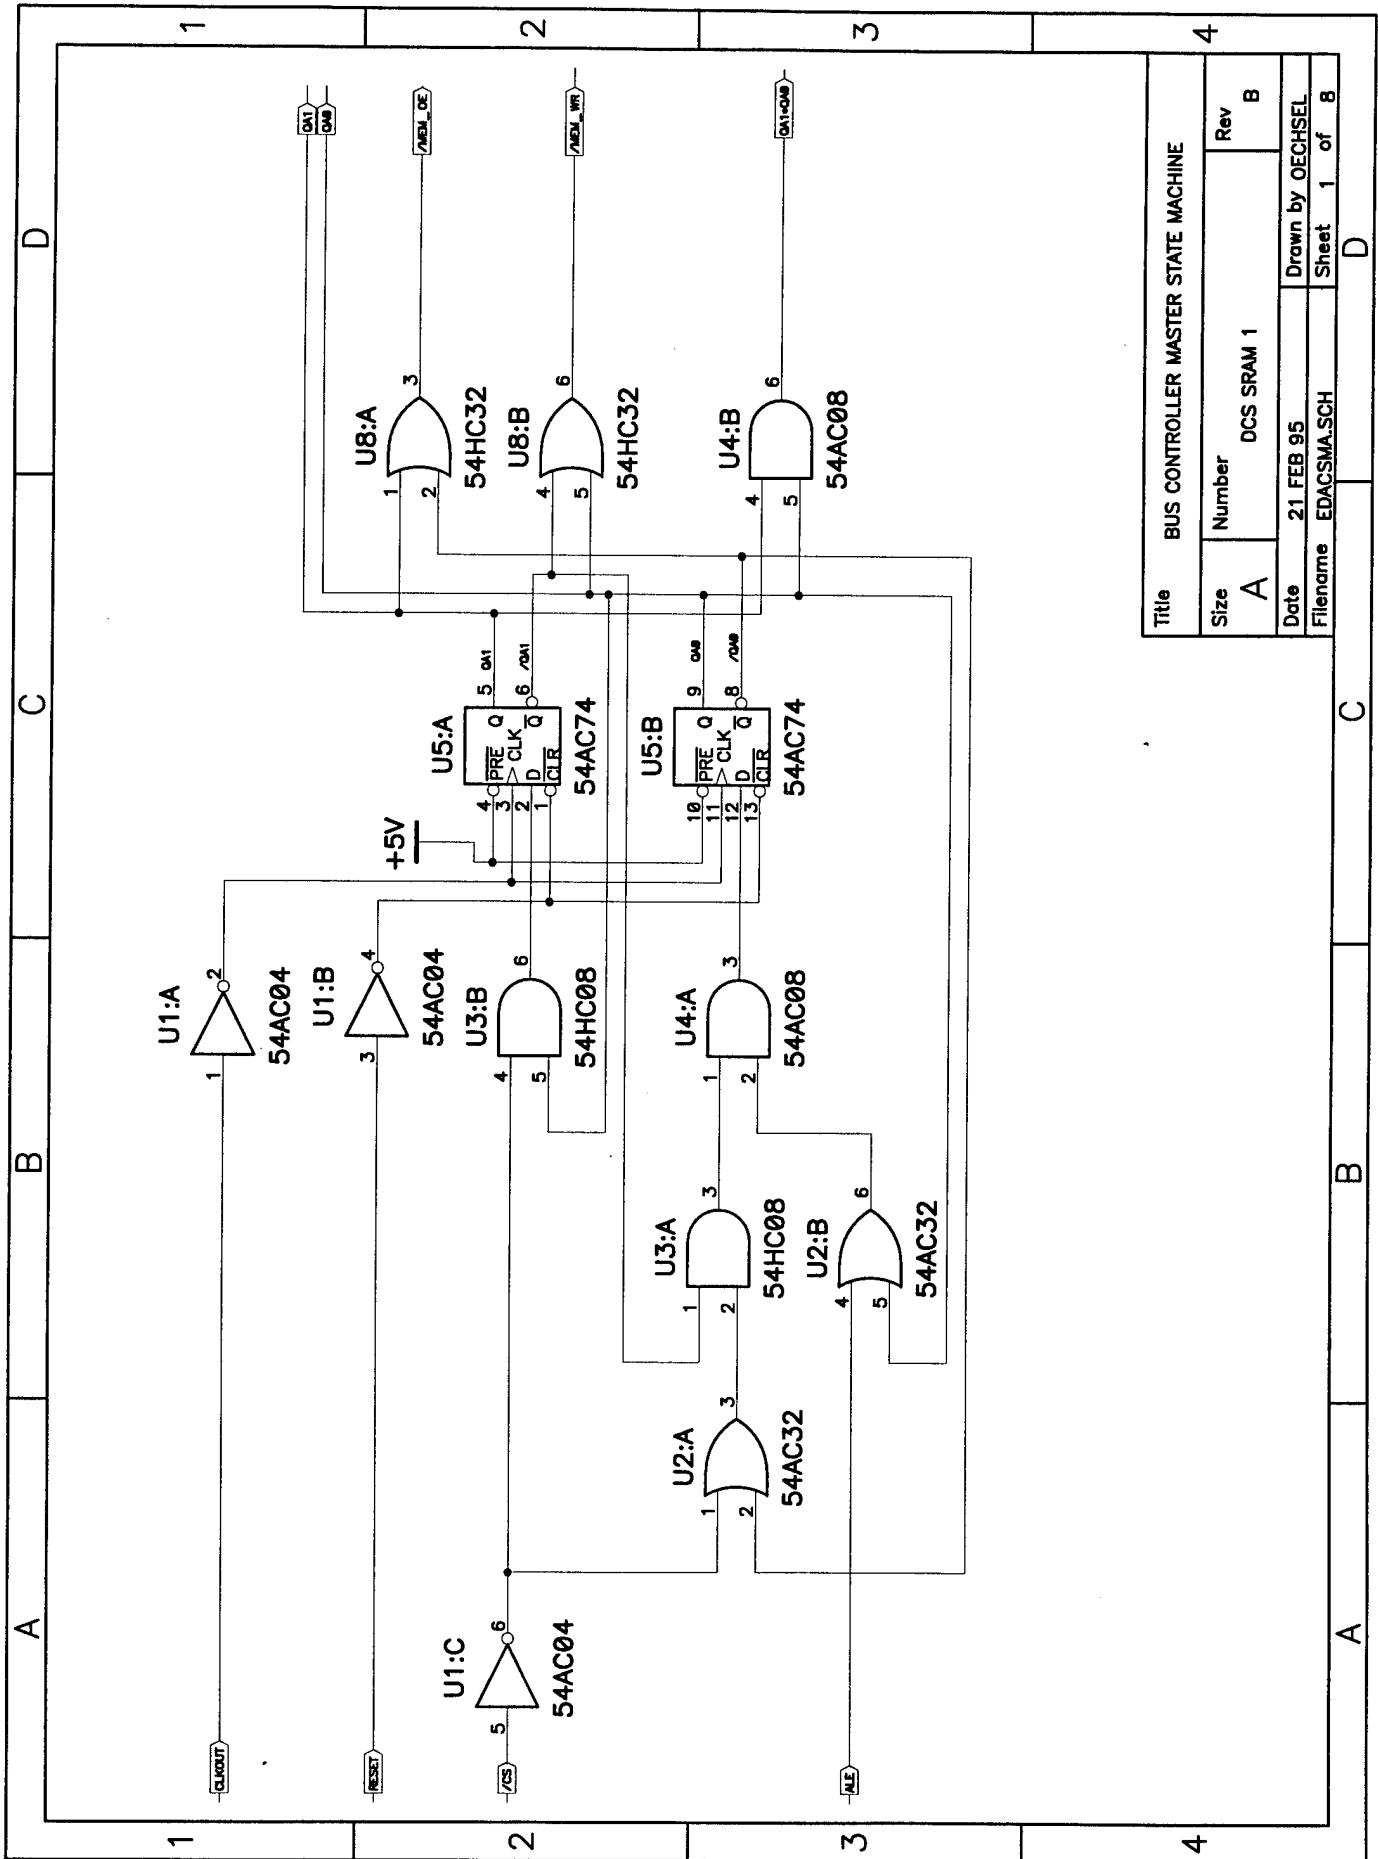 A
B
C
D
1
2
3
4
CLKOUT
RESET
/CS
ALE
1
U1:A
2
54AC04
3
U1:B
4
54AC04
5
U1:C
6
54AC04
4
5
U3:B
6
54HC08
1
2
U2:A
3
54AC32
1
2
U3:A
3
54HC08
4
5
U2:B
6
54AC32
1
2
U4:A
3
54AC08
+5V
U5:A
4
3
2
1
PRE
CLK
D
CLR
Q
Q
5
6
QA1
/QA1
54AC74
U5:B
10
11
12
13
PRE
CLK
D
CLR
Q
Q
9
8
QA0
/QA0
54AC74
1
2
U8:A
3
54HC32
4
5
U8:B
6
54HC32
4
5
U4:B
6
54AC08
QA1
QA0
/MEM_OE
/MEM_WR
QA1*QA0
Title
BUS CONTROLLER MASTER STATE MACHINE
Size Number Rev
A DCS SRAM 1 B
Date 21 FEB 95 Drawn by OECHSEL
Filename EDACSMA.SCH Sheet 1 of 8
1
2
3
4
A
B
C
D